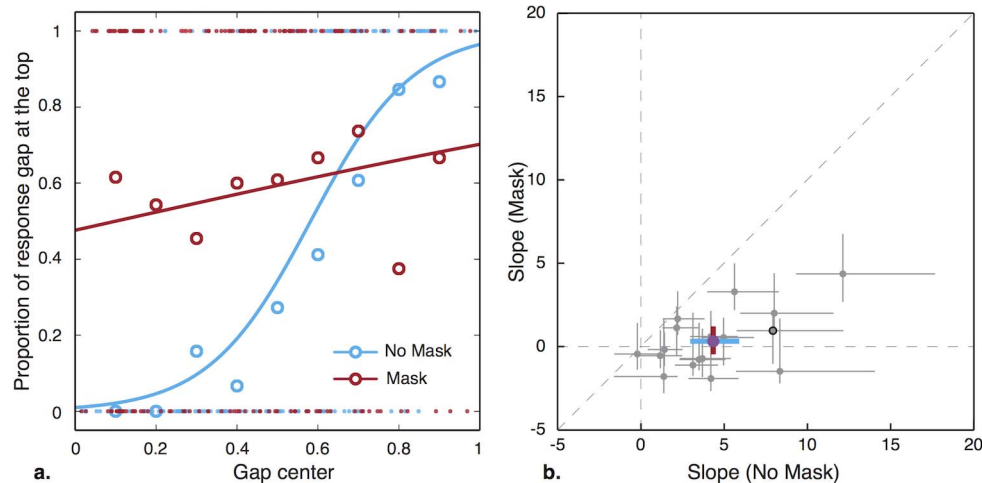 1
0.8
0.6
0.4
0.2
0
0 0.2 0.4 0.6 0.8 1
Proportion of response gap at the top
Gap center
No Mask
Mask
a.
20
15
10
5
0
-5
-5 0 5 10 15 20
Slope (Mask)
Slope (No Mask)
b.